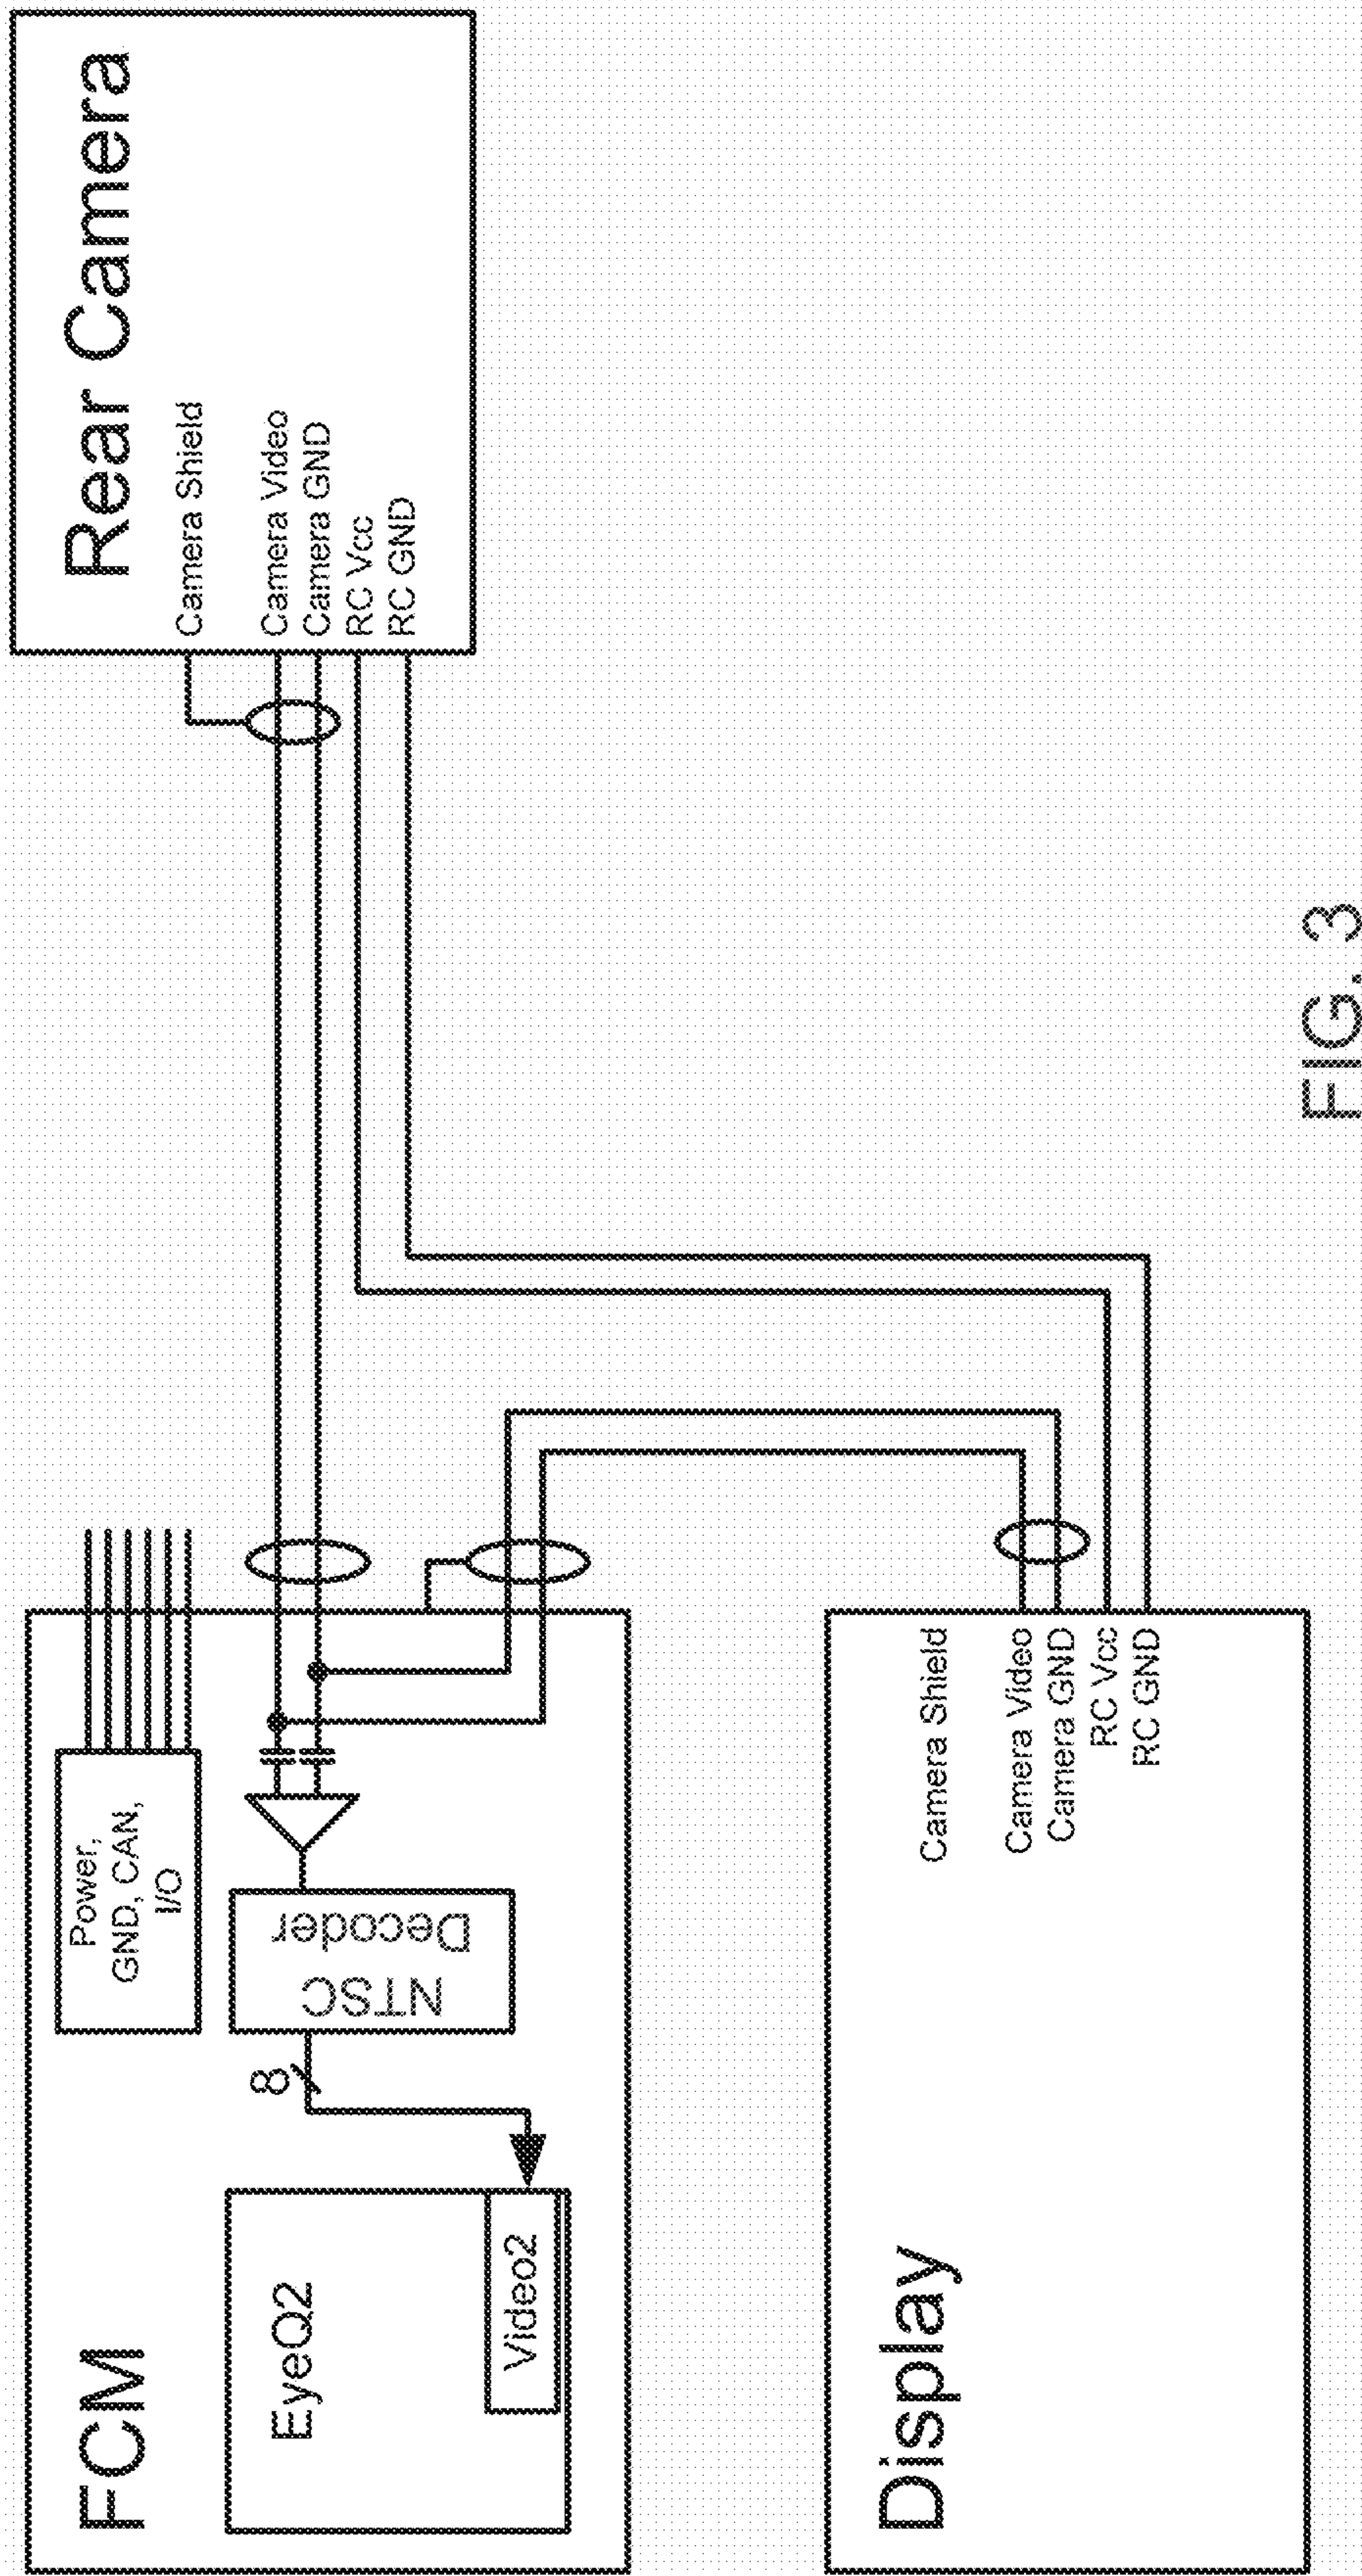 FCM
Power,
GND, CAN,
I/O
EyeQ2
Video2
8
NTSC
Decoder
Rear Camera
Camera Shield
Camera Video
Camera GND
RC Vcc
RC GND
Display
Camera Shield
Camera Video
Camera GND
RC Vcc
RC GND
FIG. 3